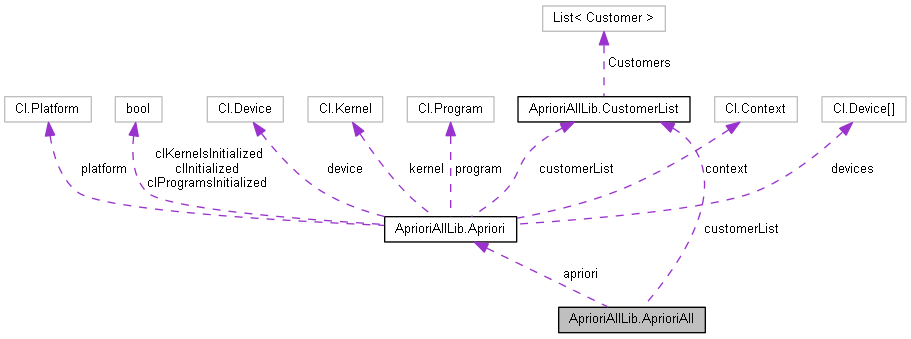 List< Customer >
Customers
Cl.Platform
bool
Cl.Device
Cl.Kernel
Cl.Program
AprioriAllLib.CustomerList
Cl.Context
Cl.Device[]
platform
clKernelsInitialized
clInitialized
clProgramsInitialized
device
kernel
program
customerList
context
devices
AprioriAllLib.Apriori
customerList
apriori
AprioriAllLib.AprioriAll